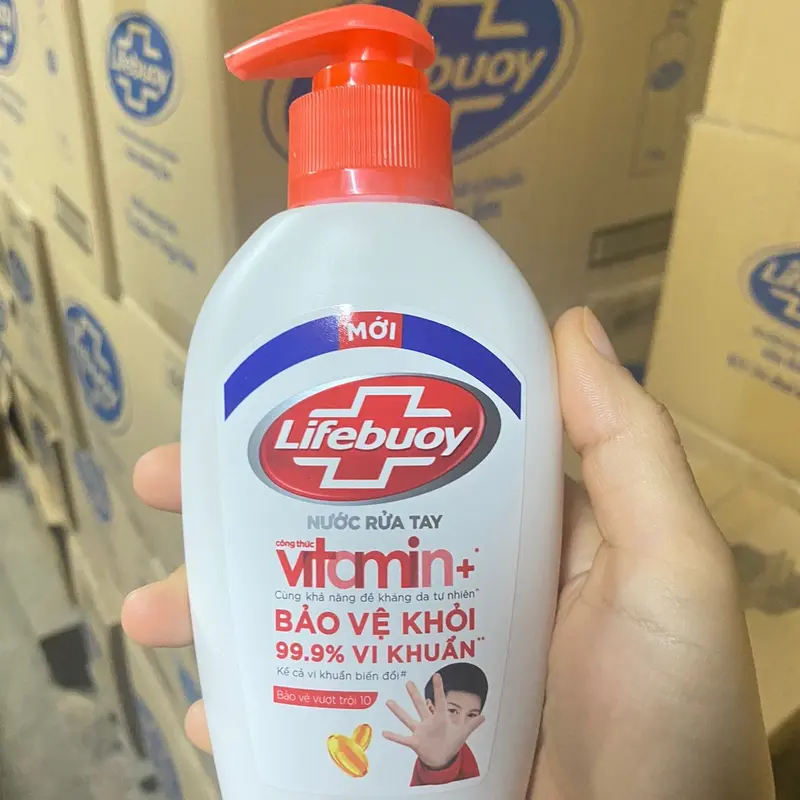 Lifebuoy
Lifebuoy
Lifebuoy
MỚI
Lifebuoy
NƯỚC RỬA TAY
công thức
vitamin+*
Cùng khả năng đề kháng da tự nhiên*
BẢO VỆ KHỎI
99.9% VI KHUẨN**
Kể cả vi khuẩn biến đổi#
Bảo vệ vượt trội 10